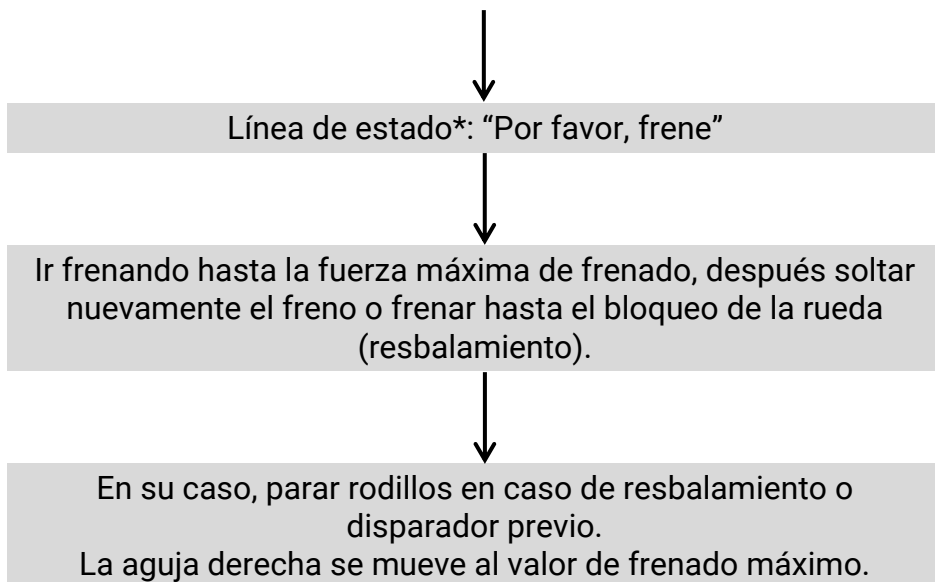 Línea de estado*: “Por favor, frene”
Ir frenando hasta la fuerza máxima de frenado, después soltar
nuevamente el freno o frenar hasta el bloqueo de la rueda
(resbalamiento).
En su caso, parar rodillos en caso de resbalamiento o
disparador previo.
La aguja derecha se mueve al valor de frenado máximo.